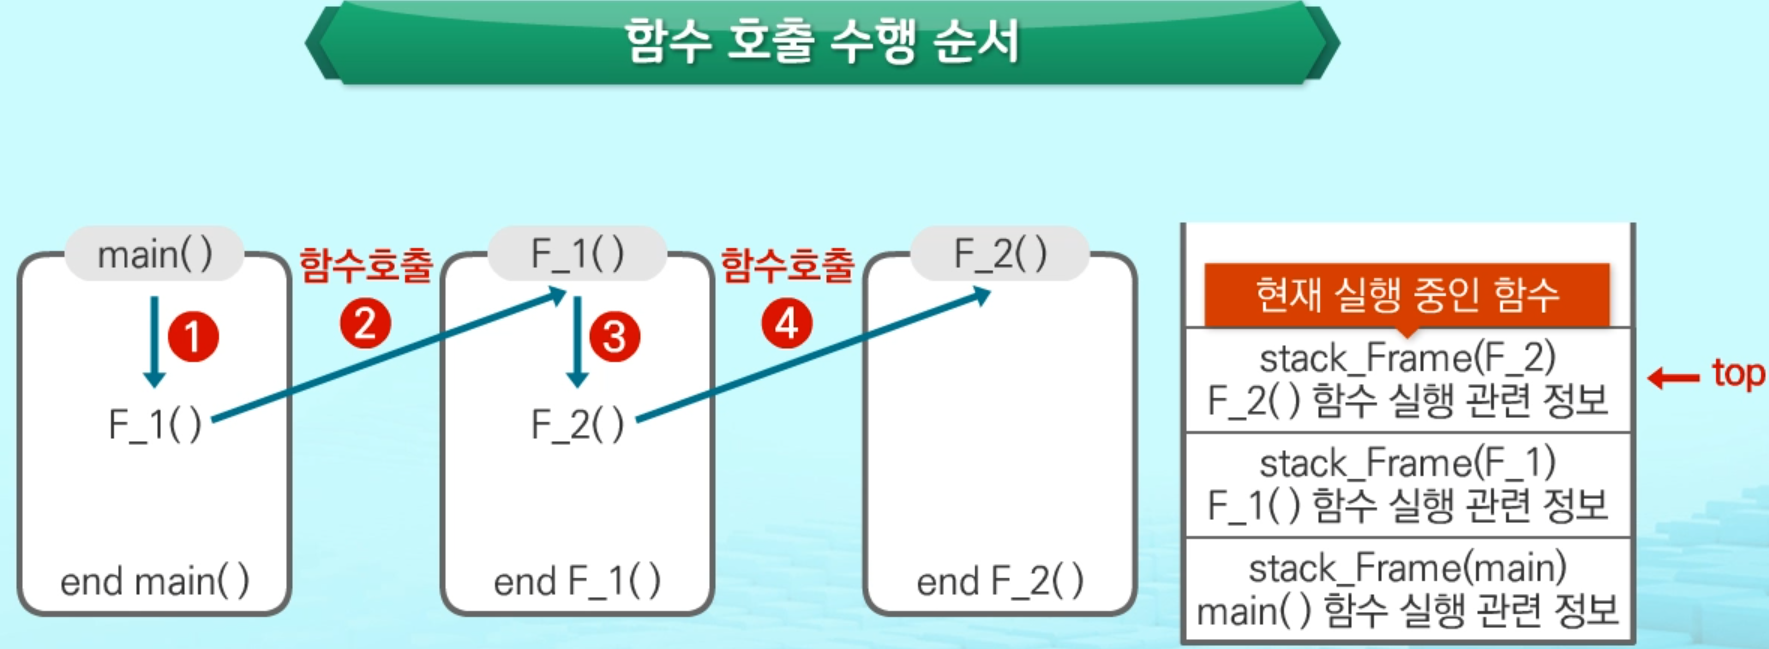 함수 호출 수행 순서
main( )
1
F_1( )
end main( )
함수호출
2
F_1( )
3
F_2( )
end F_1( )
함수호출
4
F_2( )
end F_2( )
현재 실행 중인 함수
stack_Frame(F_2)
F_2( ) 함수 실행 관련 정보
top
stack_Frame(F_1)
F_1( ) 함수 실행 관련 정보
stack_Frame(main)
main( ) 함수 실행 관련 정보